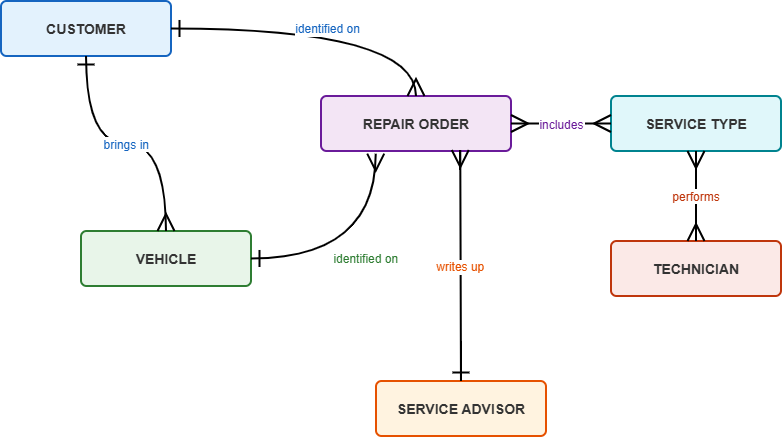 CUSTOMER
identified on
REPAIR ORDER
includes
SERVICE TYPE
brings in
performs
VEHICLE
identified on
writes up
TECHNICIAN
SERVICE ADVISOR